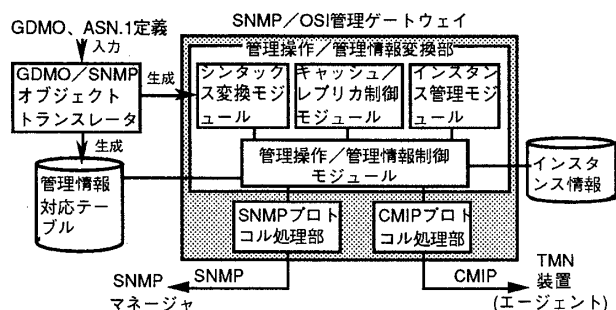 GDMO、ASN.1定義
入力
GDMO／SNMP
オブジェクト
トランスレータ
生成
生成
管理情報
対応テー
ブル
SNMP／OSI管理ゲートウェイ
管理操作／管理情報変換部
シンタック
ス変換モジ
ュール
キャッシュ／
レプリカ制御
モジュール
インスタン
ス管理モジ
ュール
管理操作／管理情報制御
モジュール
インスタ
ンス情報
SNMPプロト
コル処理部
CMIPプロト
コル処理部
SNMP
マネージャ
SNMP
CMIP
TMN
装置
(エージェント)